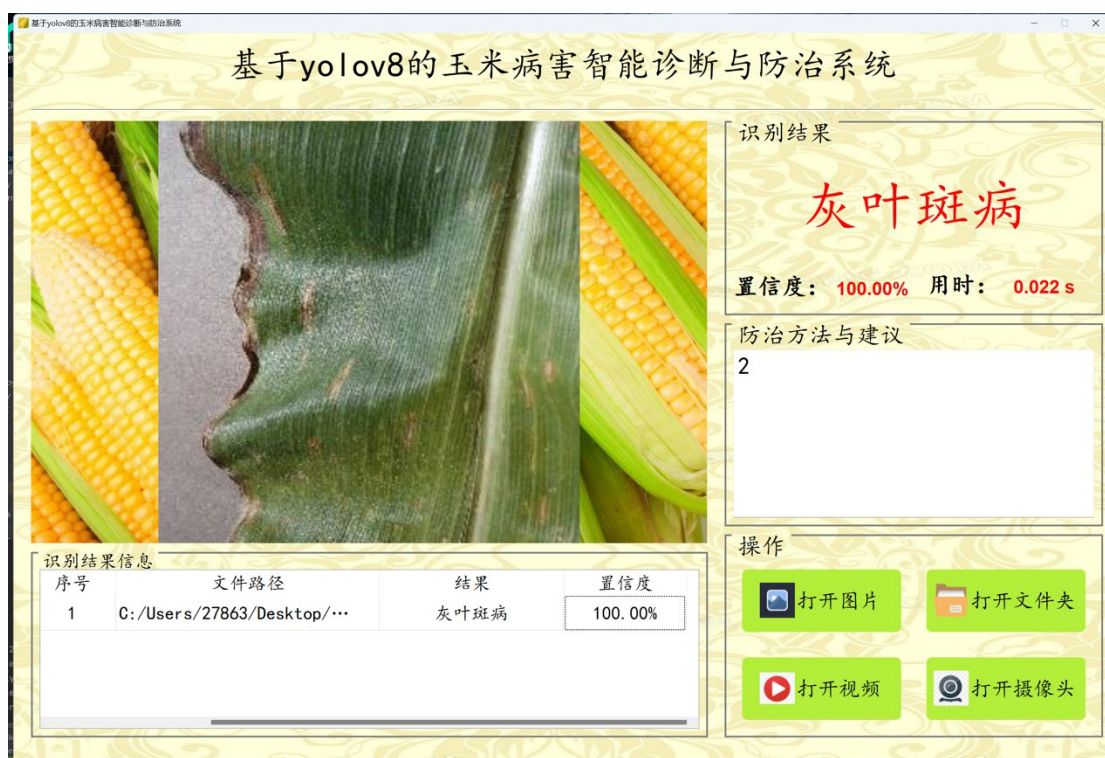 基于yolov8的玉米病害智能诊断与防治系统
基于yolov8的玉米病害智能诊断与防治系统
识别结果
灰叶斑病
置信度： 100.00% 用时： 0.022 s
防治方法与建议
2
识别结果信息
序号 文件路径 结果 置信度
1 C:/Users/27863/Desktop/… 灰叶斑病 100.00%
操作
打开图片 打开文件夹
打开视频 打开摄像头